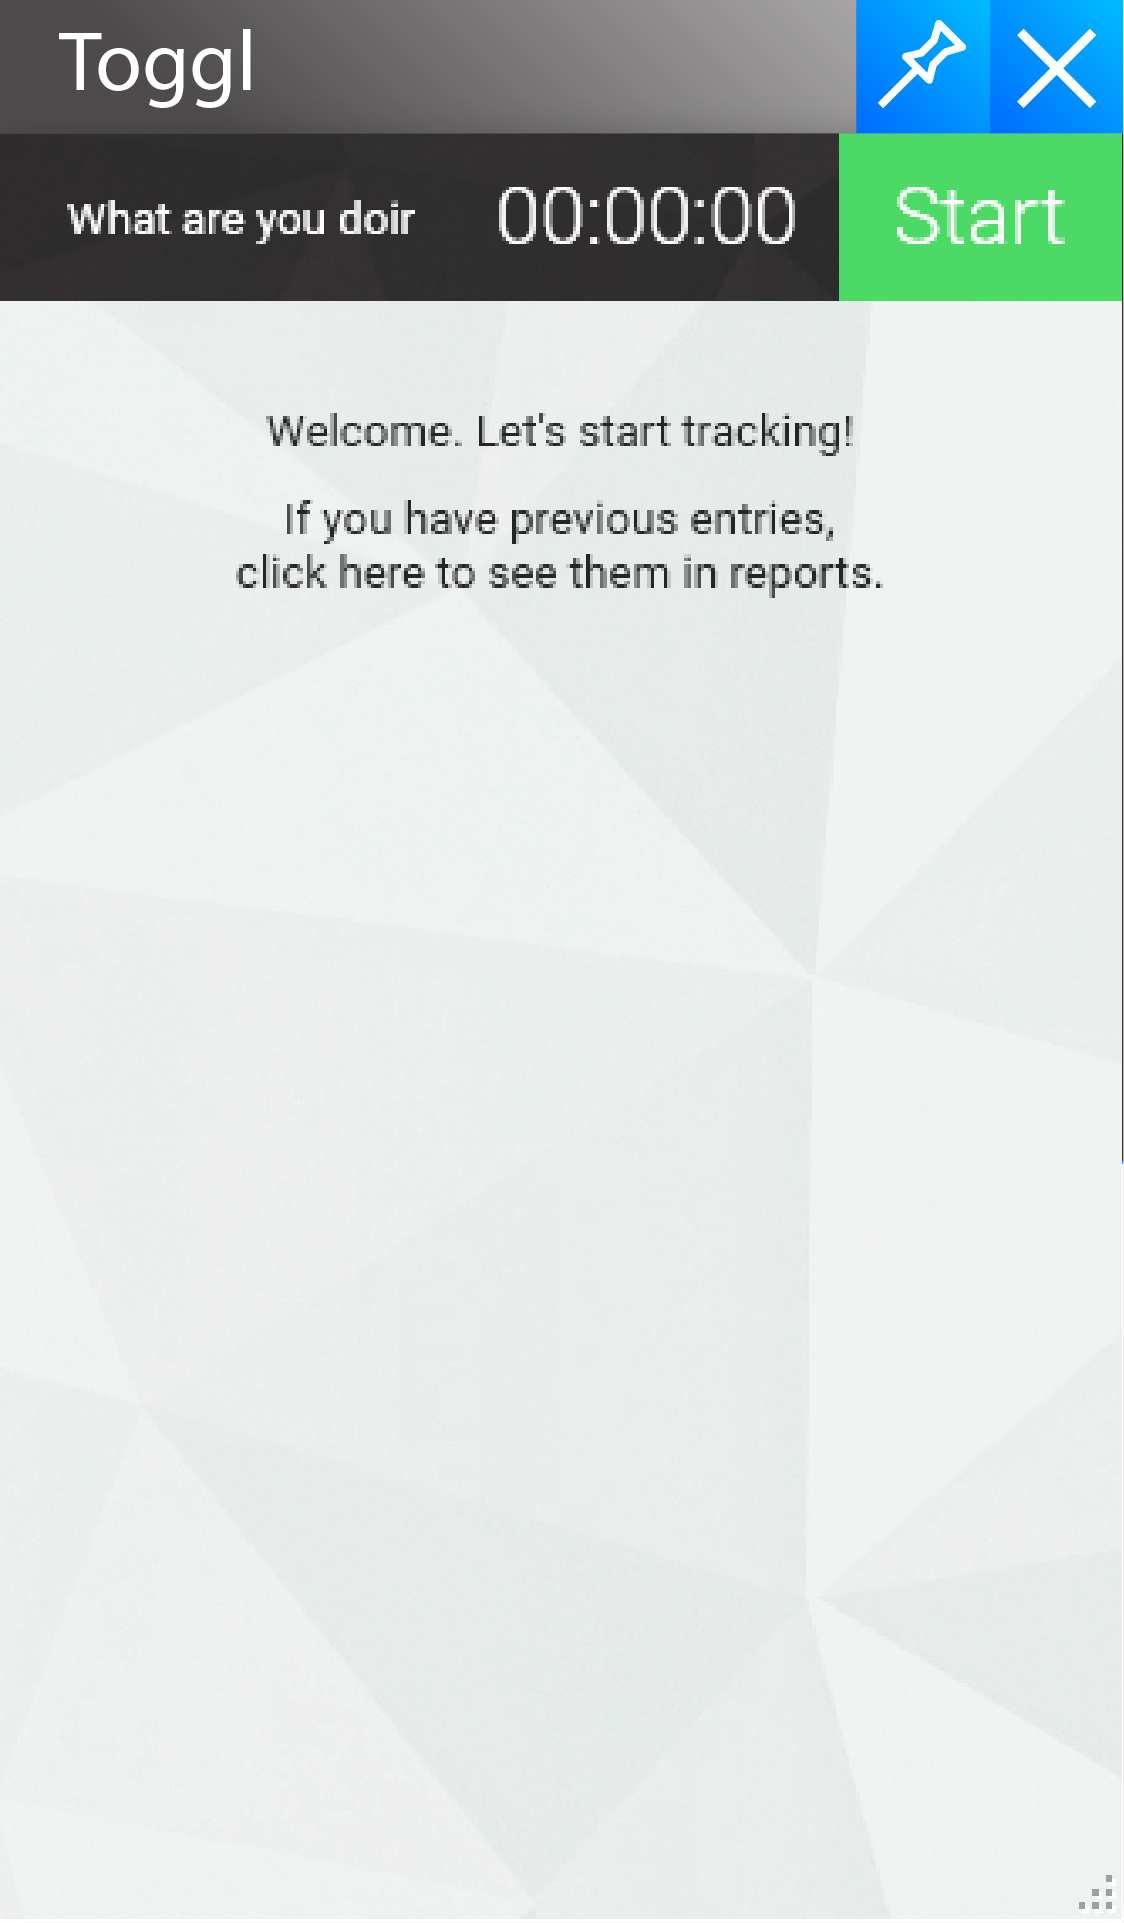 Toggl
What are you doir
00:00:00
Start
Welcome. Let's start tracking!
If you have previous entries,
click here to see them in reports.